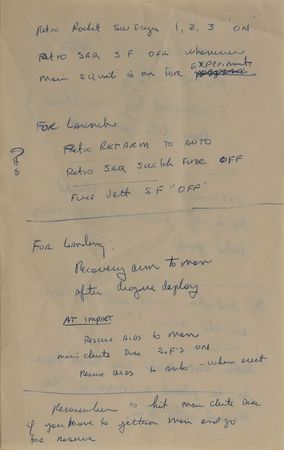 Retro Rocket Sw Fuzes 1, 2, 3 "ON"
Retro SEQ S F OFF whenever
Main Squib is on for EXPERIMENTS
FOR Launch
Retro RKT ARM TO AUTO
?
Retro SEQ Switch Fuze OFF
Fuel Jett S F "OFF"
For Landing:
Recovery arm to man
after drogue deploy
AT IMPACT
Rescue AIDS to Man
main chute Disc S.F'S ON
Rescue AIDS to Auto - when erect
Remember to hit main chute Disc
if you have to jettison main and go
for reserve